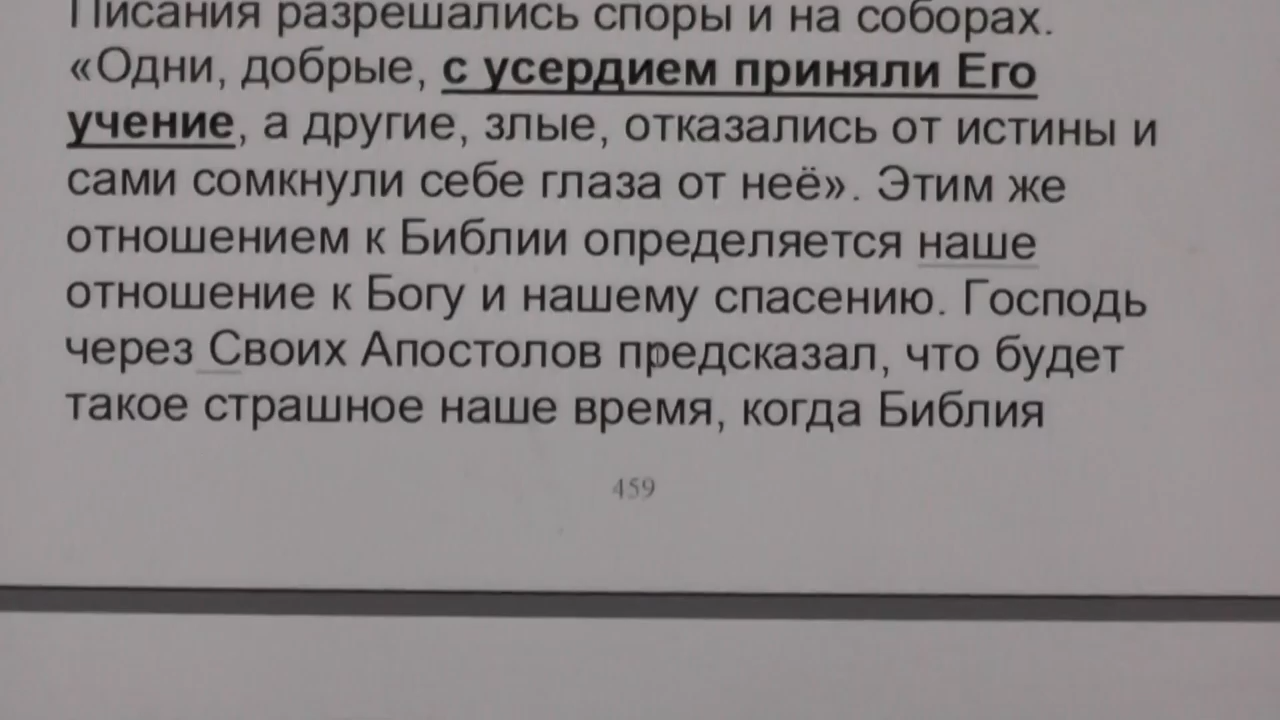 Писания разрешались споры и на соборах.
«Одни, добрые, с усердием приняли Его
учение, а другие, злые, отказались от истины и
сами сомкнули себе глаза от неё». Этим же
отношением к Библии определяется наше
отношение к Богу и нашему спасению. Господь
через Своих Апостолов предсказал, что будет
такое страшное наше время, когда Библия
459